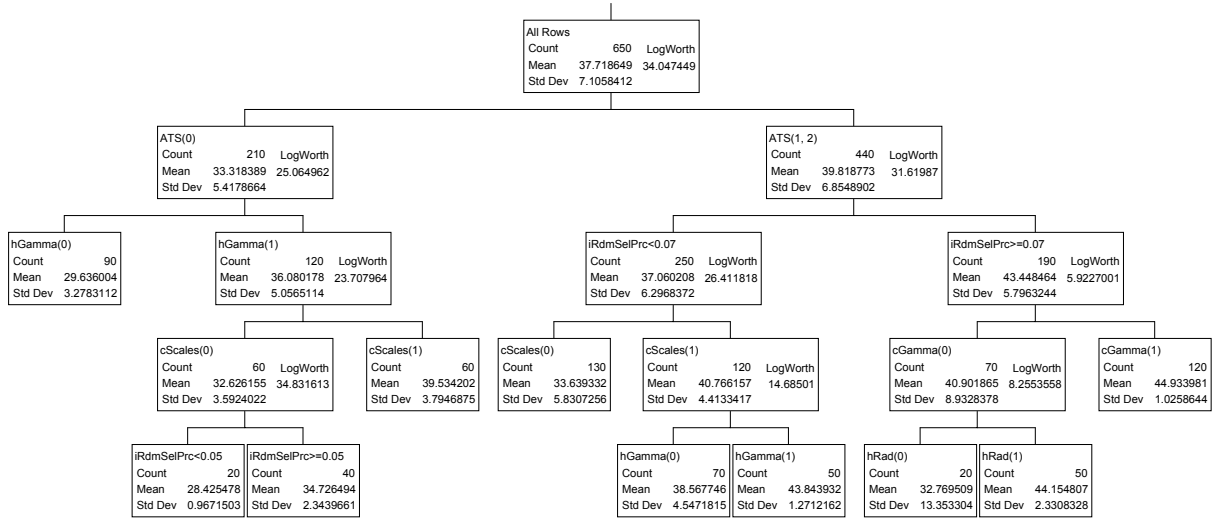 All Rows
Count 650 LogWorth
Mean 37.718649 34.047449
Std Dev 7.1058412
ATS(0)
Count 210 LogWorth
Mean 33.318389 25.064962
Std Dev 5.4178664
ATS(1, 2)
Count 440 LogWorth
Mean 39.818773 31.61987
Std Dev 6.8548902
hGamma(0)
Count 90
Mean 29.636004
Std Dev 3.2783112
hGamma(1)
Count 120 LogWorth
Mean 36.080178 23.707964
Std Dev 5.0565114
iRdmSelPrc<0.07
Count 250 LogWorth
Mean 37.060208 26.411818
Std Dev 6.2968372
iRdmSelPrc>=0.07
Count 190 LogWorth
Mean 43.448464 5.9227001
Std Dev 5.7963244
cScales(0)
Count 60 LogWorth
Mean 32.626155 34.831613
Std Dev 3.5924022
cScales(1)
Count 60
Mean 39.534202
Std Dev 3.7946875
cScales(0)
Count 130
Mean 33.639332
Std Dev 5.8307256
cScales(1)
Count 120 LogWorth
Mean 40.766157 14.68501
Std Dev 4.4133417
cGamma(0)
Count 70 LogWorth
Mean 40.901865 8.2553558
Std Dev 8.9328378
cGamma(1)
Count 120
Mean 44.933981
Std Dev 1.0258644
iRdmSelPrc<0.05
Count 20
Mean 28.425478
Std Dev 0.9671503
iRdmSelPrc>=0.05
Count 40
Mean 34.726494
Std Dev 2.3439661
hGamma(0)
Count 70
Mean 38.567746
Std Dev 4.5471815
hGamma(1)
Count 50
Mean 43.843932
Std Dev 1.2712162
hRad(0)
Count 20
Mean 32.769509
Std Dev 13.353304
hRad(1)
Count 50
Mean 44.154807
Std Dev 2.3308328